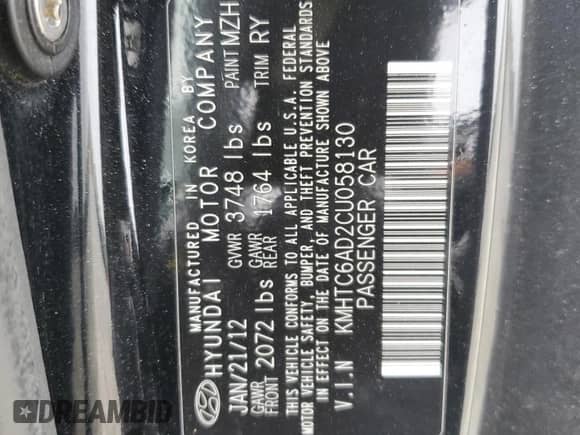 MANUFACTURED IN KOREA BY
HYUNDAI MOTOR COMPANY
JAN/21/12 GVWR 3748 lbs PAINT MZH
GAWR FRONT 2072 lbs GAWR REAR 1764 lbs TRIM RY
THIS VEHICLE CONFORMS TO ALL APPLICABLE U.S.A. FEDERAL
MOTOR VEHICLE SAFETY, BUMPER, AND THEFT PREVENTION STANDARDS
IN EFFECT ON THE DATE OF MANUFACTURE SHOWN ABOVE
V.I.N KMHTC6AD2CU058130
PASSENGER CAR
DREAMBID